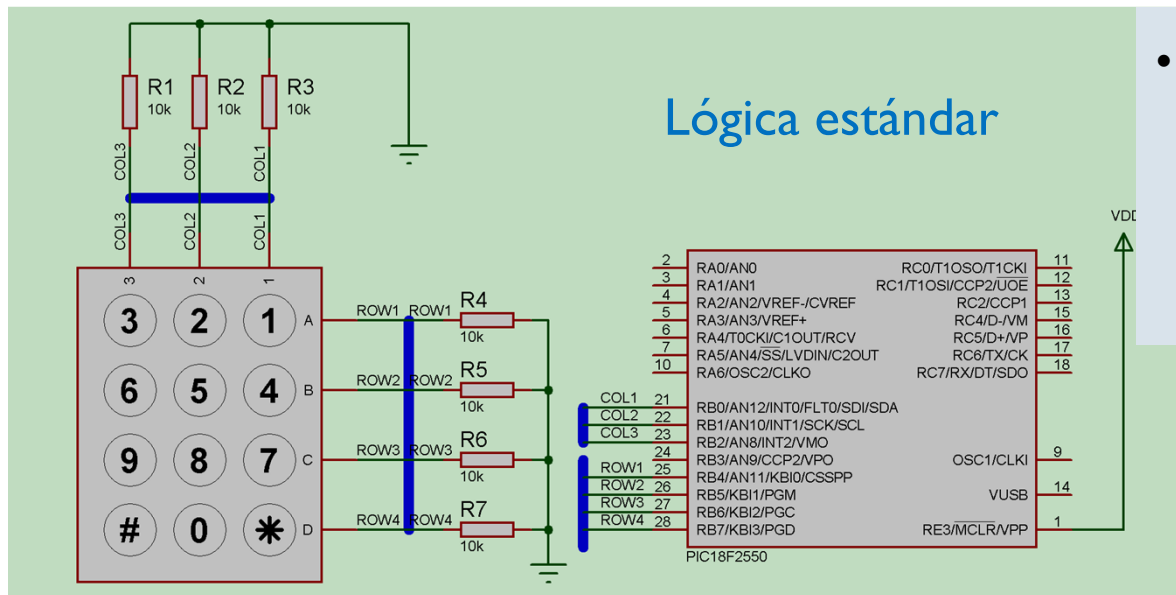 Lógica estándar
•
R1
10k
R2
10k
R3
10k
COL3
COL2
COL1
COL3
COL2
COL1
3
2
1
3 2 1
A
ROW1
ROW1
R4
10k
6 5 4
B
ROW2
ROW2
R5
10k
9 8 7
C
ROW3
ROW3
R6
10k
# 0 *
D
ROW4
ROW4
R7
10k
VDD
2 RA0/AN0
3 RA1/AN1
4 RA2/AN2/VREF-/CVREF
5 RA3/AN3/VREF+
6 RA4/T0CKI/C1OUT/RCV
7 RA5/AN4/SS/LVDIN/C2OUT
10 RA6/OSC2/CLKO
COL1 21 RB0/AN12/INT0/FLT0/SDI/SDA
COL2 22 RB1/AN10/INT1/SCK/SCL
COL3 23 RB2/AN8/INT2/VMO
24 RB3/AN9/CCP2/VPO
ROW1 25 RB4/AN11/KBI0/CSSPP
ROW2 26 RB5/KBI1/PGM
ROW3 27 RB6/KBI2/PGC
ROW4 28 RB7/KBI3/PGD
RC0/T1OSO/T1CKI 11
RC1/T1OSI/CCP2/UOE 12
RC2/CCP1 13
RC4/D-/VM 15
RC5/D+/VP 16
RC6/TX/CK 17
RC7/RX/DT/SDO 18
OSC1/CLKI 9
VUSB 14
RE3/MCLR/VPP 1
PIC18F2550